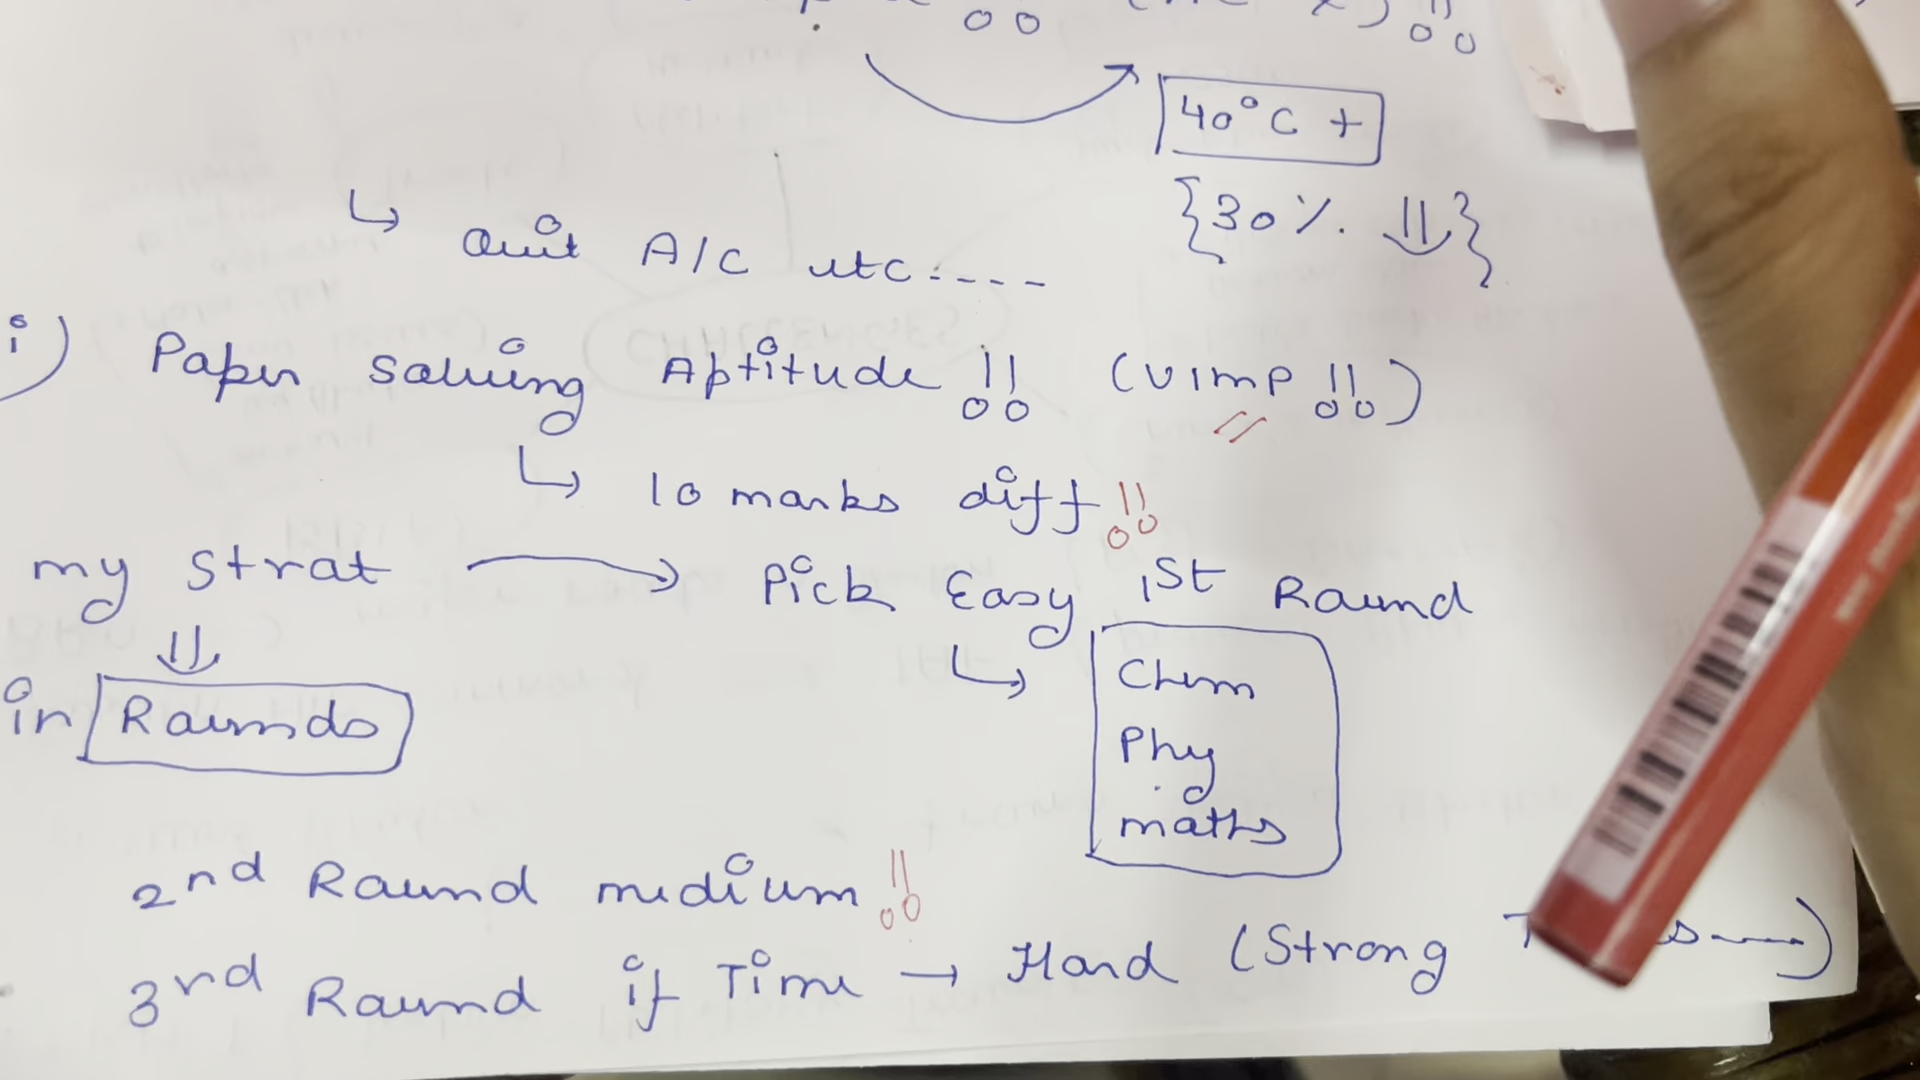 40°C +
{30% ⇓}
↳ Quit A/C etc----
i) Paper Solving Aptitude !! (VIMP !!)
↳ 10 marks diff !!
my strat → Pick Easy 1st Round
⇓
in Rounds
↳ Chem
Phy
maths
2nd Round medium !!
3rd Round if Time → Hard (Strong